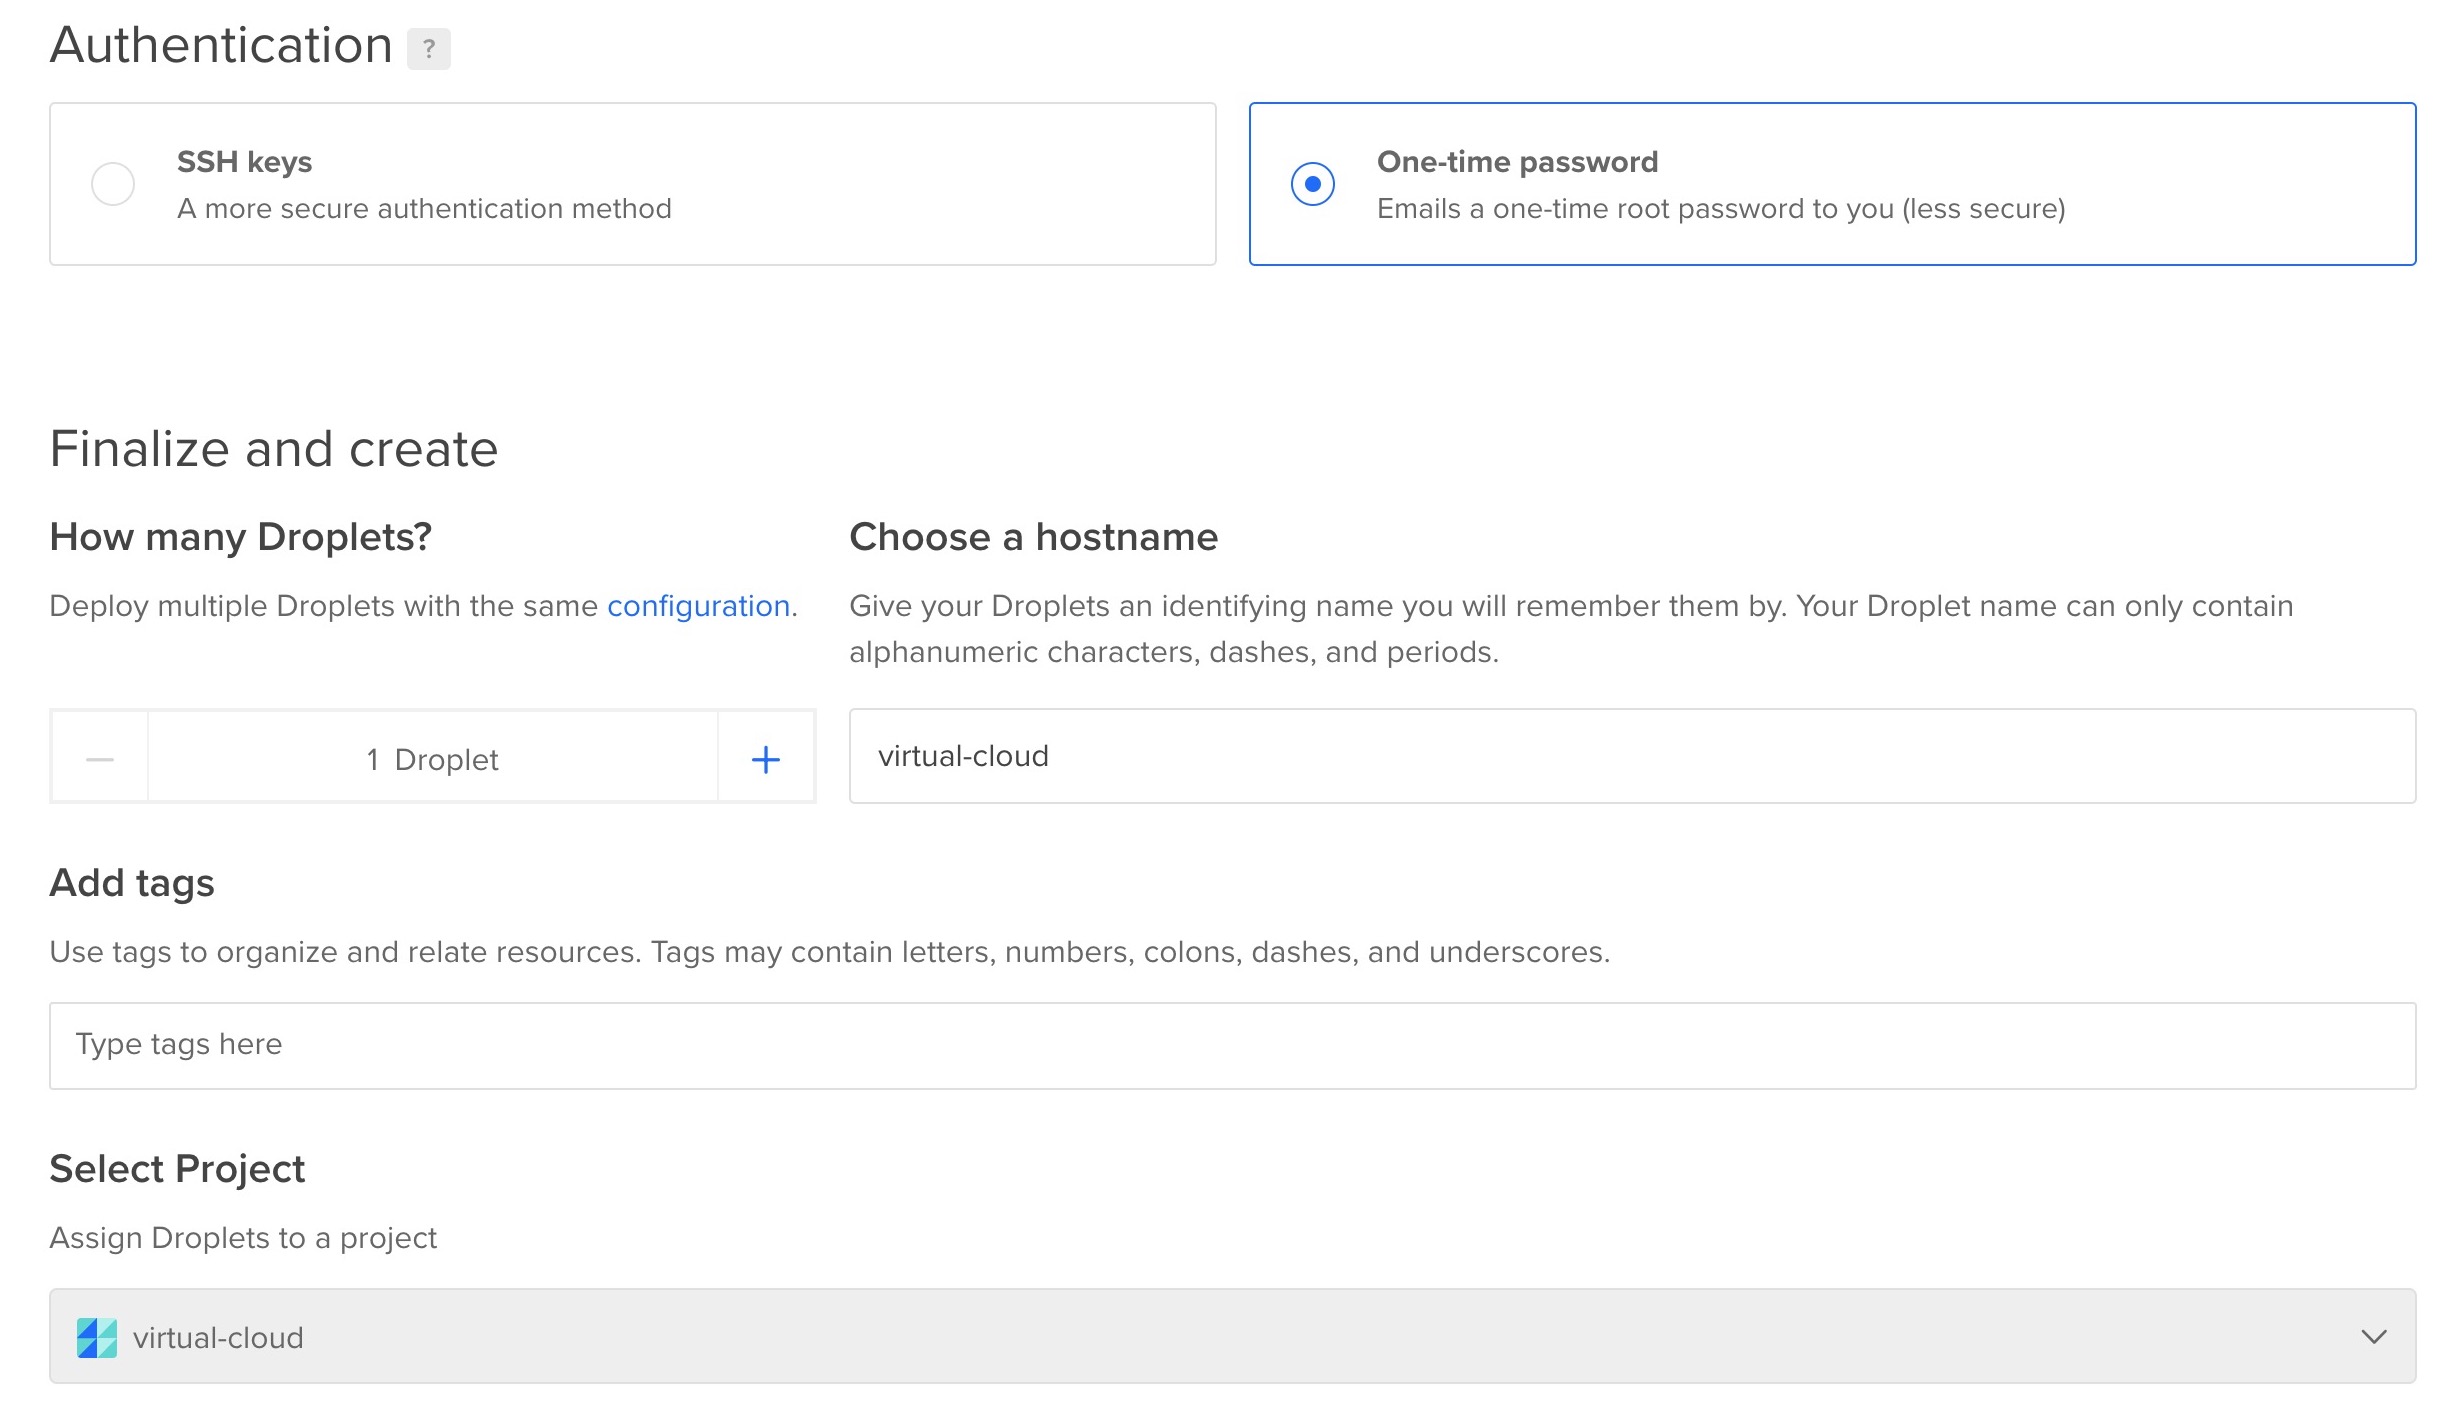 Authentication ?
SSH keys
A more secure authentication method
One-time password
Emails a one-time root password to you (less secure)
Finalize and create
How many Droplets?
Deploy multiple Droplets with the same configuration.
Choose a hostname
Give your Droplets an identifying name you will remember them by. Your Droplet name can only contain
alphanumeric characters, dashes, and periods.
1 Droplet
virtual-cloud
Add tags
Use tags to organize and relate resources. Tags may contain letters, numbers, colons, dashes, and underscores.
Type tags here
Select Project
Assign Droplets to a project
virtual-cloud